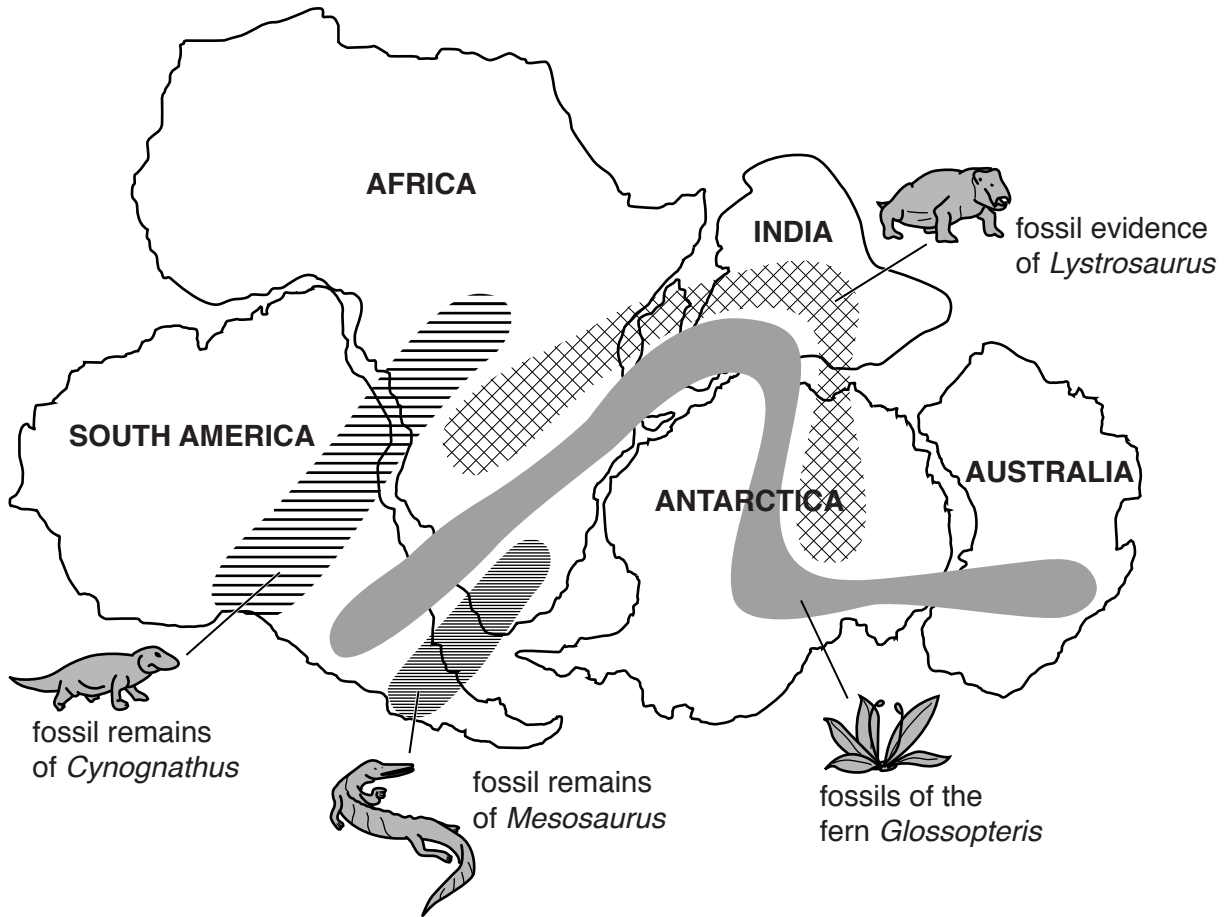 AFRICA
INDIA
fossil evidence
of Lystrosaurus
SOUTH AMERICA
ANTARCTICA
AUSTRALIA
fossil remains
of Cynognathus
fossil remains
of Mesosaurus
fossils of the
fern Glossopteris